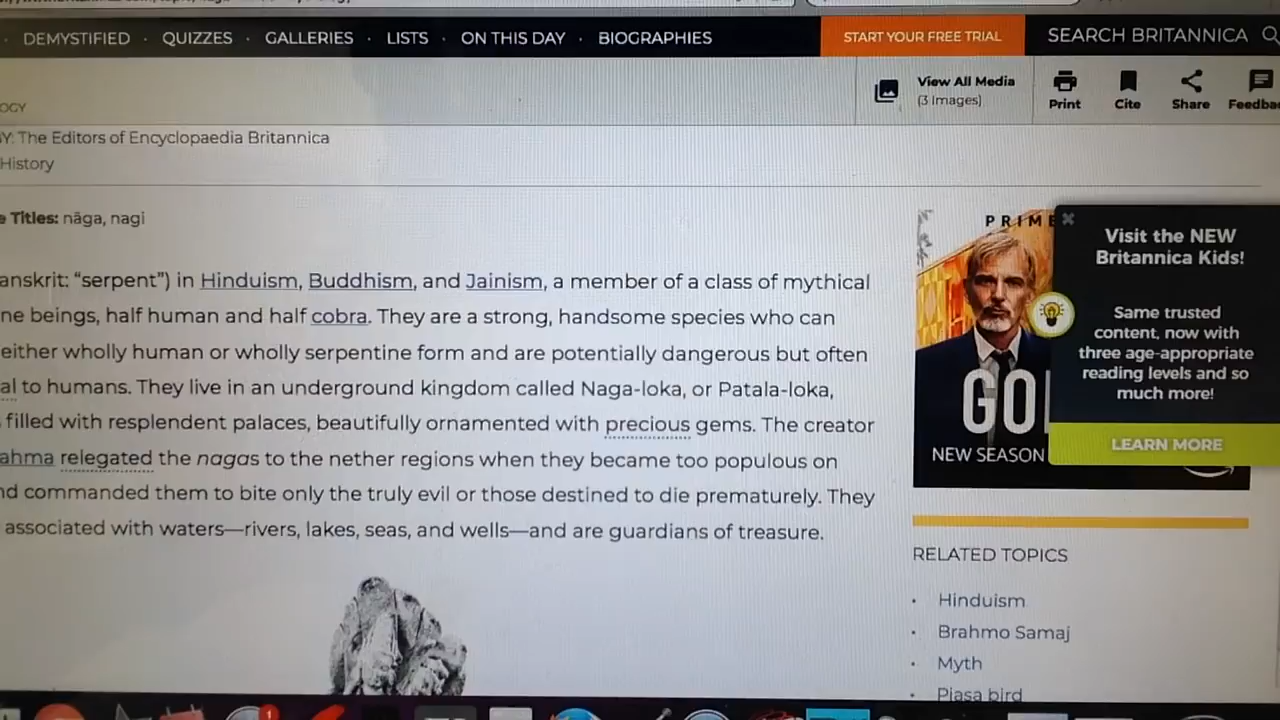 · DEMYSTIFIED · QUIZZES · GALLERIES · LISTS · ON THIS DAY · BIOGRAPHIES
START YOUR FREE TRIAL
SEARCH BRITANNICA
View All Media
(3 Images)
Print
Cite
Share
Feedba
OGY
Y: The Editors of Encyclopaedia Britannica
History
e Titles: nāga, nagi
anskrit: “serpent”) in Hinduism, Buddhism, and Jainism, a member of a class of mythical
ne beings, half human and half cobra. They are a strong, handsome species who can
either wholly human or wholly serpentine form and are potentially dangerous but often
al to humans. They live in an underground kingdom called Naga-loka, or Patala-loka,
filled with resplendent palaces, beautifully ornamented with precious gems. The creator
ahma relegated the nagas to the nether regions when they became too populous on
nd commanded them to bite only the truly evil or those destined to die prematurely. They
associated with waters—rivers, lakes, seas, and wells—and are guardians of treasure.
PRIME
GO
NEW SEASON
Visit the NEW
Britannica Kids!
Same trusted
content, now with
three age-appropriate
reading levels and so
much more!
LEARN MORE
RELATED TOPICS
· Hinduism
· Brahmo Samaj
· Myth
· Piasa bird
1